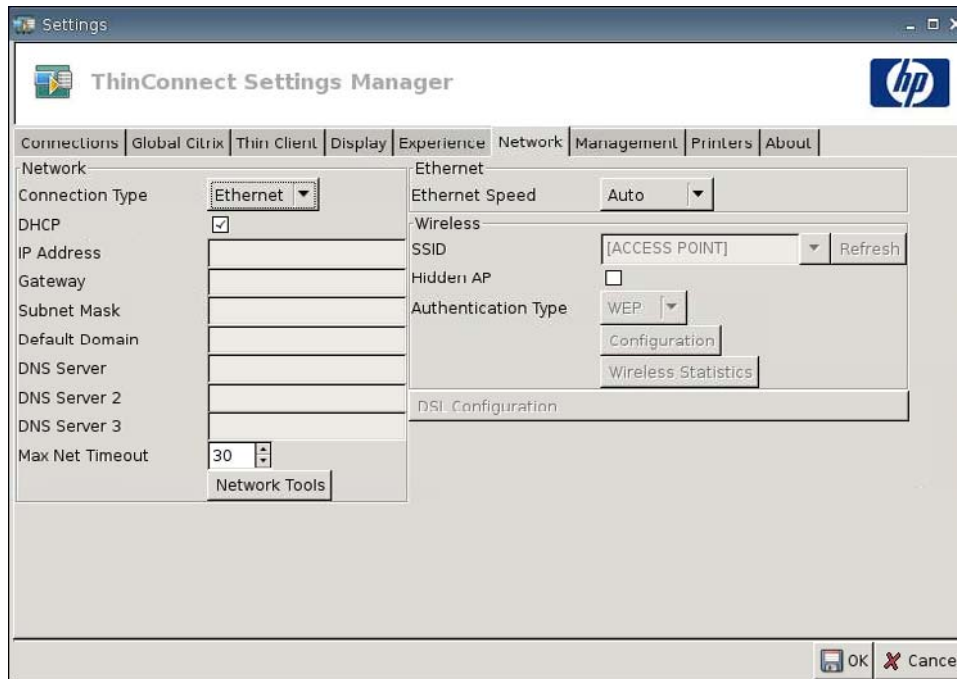 Settings
ThinConnect Settings Manager
hp
Connections Global Citrix Thin Client Display Experience Network Management Printers About
Network
Connection Type Ethernet
DHCP
IP Address
Gateway
Subnet Mask
Default Domain
DNS Server
DNS Server 2
DNS Server 3
Max Net Timeout 30
Network Tools
Ethernet
Ethernet Speed Auto
Wireless
SSID [ACCESS POINT] Refresh
Hidden AP
Authentication Type WEP
Configuration
Wireless Statistics
DSL Configuration
OK Cance